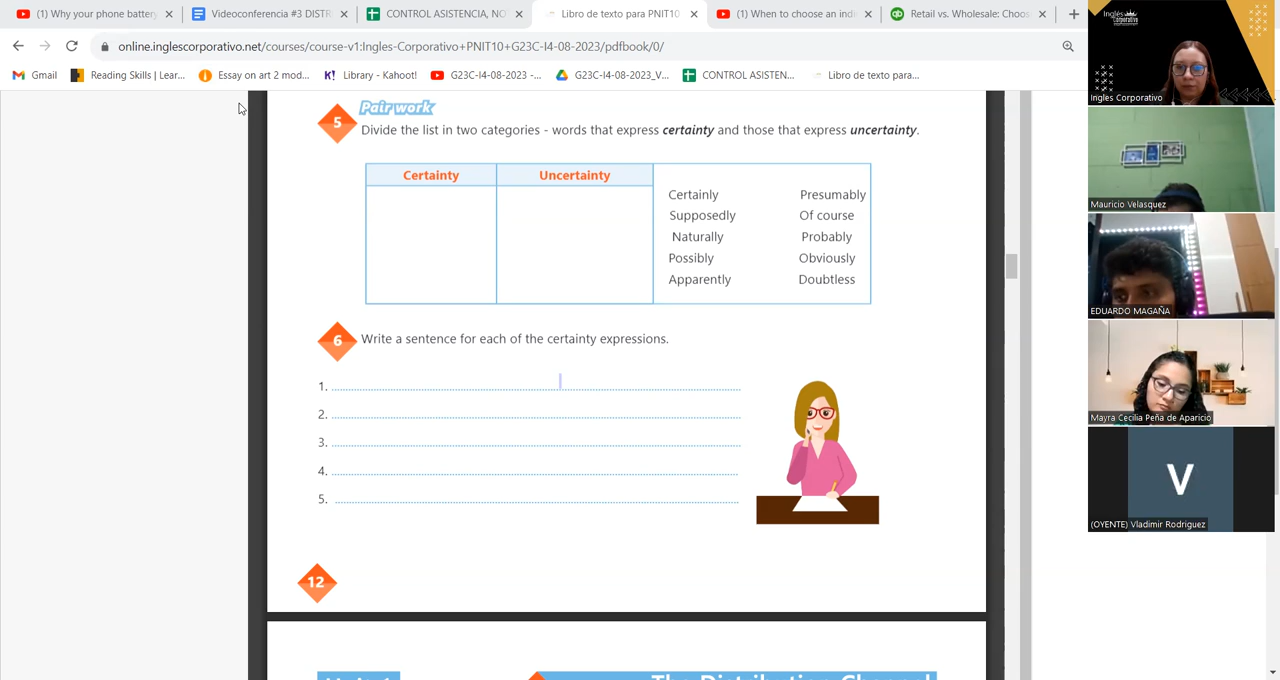 (1) Why your phone battery
Videoconferencia #3 DISTR
CONTROL ASISTENCIA, NO
Libro de texto para PNIT10
(1) When to choose an indi
Retail vs. Wholesale: Choos
online.inglescorporativo.net/courses/course-v1:Ingles-Corporativo+PNIT10+G23C-I4-08-2023/pdfbook/0/
Gmail
Reading Skills | Lear...
Essay on art 2 mod...
K! Library - Kahoot!
G23C-I4-08-2023 -...
G23C-I4-08-2023_V...
CONTROL ASISTEN...
Libro de texto para...
5
Pair work
Divide the list in two categories - words that express certainty and those that express uncertainty.
Certainty
Uncertainty
Certainly
Presumably
Supposedly
Of course
Naturally
Probably
Possibly
Obviously
Apparently
Doubtless
6
Write a sentence for each of the certainty expressions.
1.
2.
3.
4.
5.
12
The Distribution Channel
Inglés
Corporativo
Ingles Corporativo
Mauricio Velasquez
EDUARDO MAGAÑA
Mayra Cecilia Peña de Aparicio
V
(OYENTE) Vladimir Rodriguez